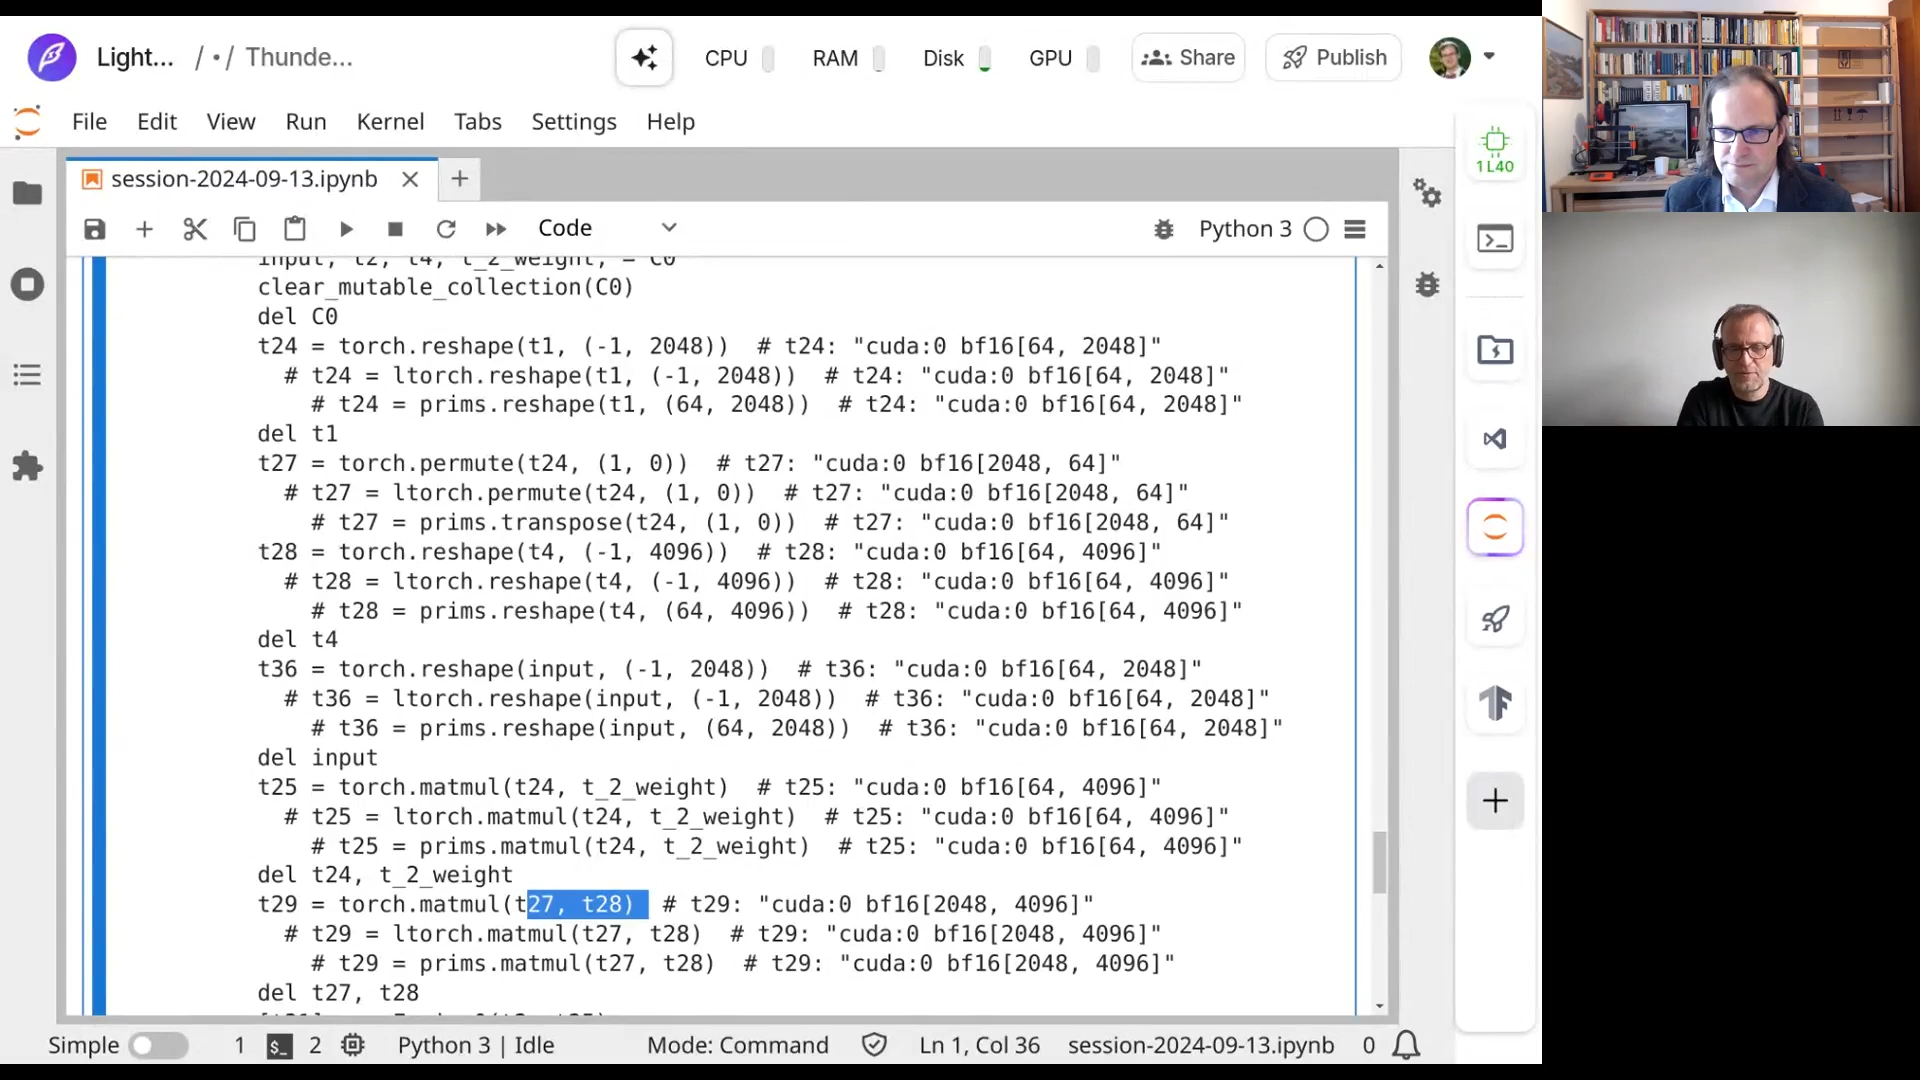 Light... / • / Thunde...
CPU RAM Disk GPU Share Publish
File Edit View Run Kernel Tabs Settings Help
session-2024-09-13.ipynb
Code
Python 3
1 L40
input, t2, t4, t_2_weight, = C0
clear_mutable_collection(C0)
del C0
t24 = torch.reshape(t1, (-1, 2048))  # t24: "cuda:0 bf16[64, 2048]"
# t24 = ltorch.reshape(t1, (-1, 2048))  # t24: "cuda:0 bf16[64, 2048]"
# t24 = prims.reshape(t1, (64, 2048))  # t24: "cuda:0 bf16[64, 2048]"
del t1
t27 = torch.permute(t24, (1, 0))  # t27: "cuda:0 bf16[2048, 64]"
# t27 = ltorch.permute(t24, (1, 0))  # t27: "cuda:0 bf16[2048, 64]"
# t27 = prims.transpose(t24, (1, 0))  # t27: "cuda:0 bf16[2048, 64]"
t28 = torch.reshape(t4, (-1, 4096))  # t28: "cuda:0 bf16[64, 4096]"
# t28 = ltorch.reshape(t4, (-1, 4096))  # t28: "cuda:0 bf16[64, 4096]"
# t28 = prims.reshape(t4, (64, 4096))  # t28: "cuda:0 bf16[64, 4096]"
del t4
t36 = torch.reshape(input, (-1, 2048))  # t36: "cuda:0 bf16[64, 2048]"
# t36 = ltorch.reshape(input, (-1, 2048))  # t36: "cuda:0 bf16[64, 2048]"
# t36 = prims.reshape(input, (64, 2048))  # t36: "cuda:0 bf16[64, 2048]"
del input
t25 = torch.matmul(t24, t_2_weight)  # t25: "cuda:0 bf16[64, 4096]"
# t25 = ltorch.matmul(t24, t_2_weight)  # t25: "cuda:0 bf16[64, 4096]"
# t25 = prims.matmul(t24, t_2_weight)  # t25: "cuda:0 bf16[64, 4096]"
del t24, t_2_weight
t29 = torch.matmul(t27, t28)  # t29: "cuda:0 bf16[2048, 4096]"
# t29 = ltorch.matmul(t27, t28)  # t29: "cuda:0 bf16[2048, 4096]"
# t29 = prims.matmul(t27, t28)  # t29: "cuda:0 bf16[2048, 4096]"
del t27, t28
Simple 1 2 Python 3 | Idle Mode: Command Ln 1, Col 36 session-2024-09-13.ipynb 0